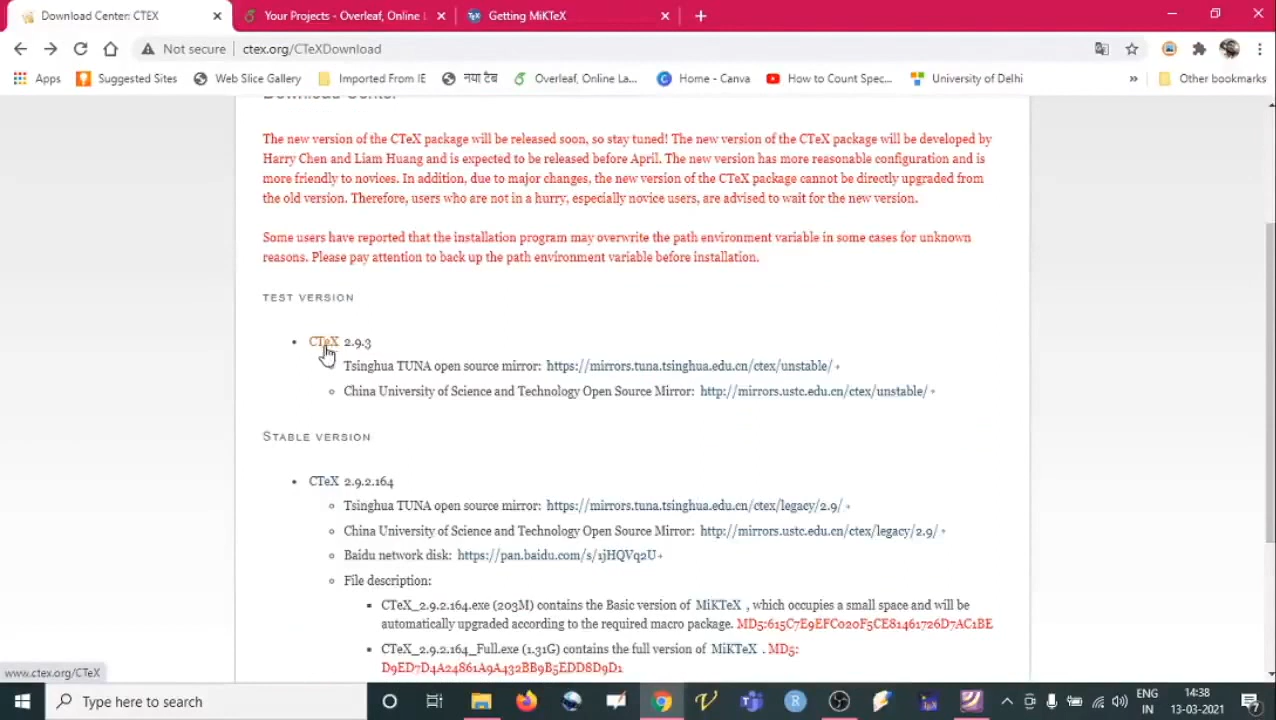 Download Center: CTEX
Your Projects - Overleaf, Online L
Getting MiKTeX
Not secure
ctex.org/CTeXDownload
Apps
Suggested Sites
Web Slice Gallery
Imported From IE
नया टैब
Overleaf, Online La...
Home - Canva
How to Count Spec...
University of Delhi
»
Other bookmarks
Download Center
The new version of the CTeX package will be released soon, so stay tuned! The new version of the CTeX package will be developed by
Harry Chen and Liam Huang and is expected to be released before April. The new version has more reasonable configuration and is
more friendly to novices. In addition, due to major changes, the new version of the CTeX package cannot be directly upgraded from
the old version. Therefore, users who are not in a hurry, especially novice users, are advised to wait for the new version.
Some users have reported that the installation program may overwrite the path environment variable in some cases for unknown
reasons. Please pay attention to back up the path environment variable before installation.
TEST VERSION
CTeX 2.9.3
Tsinghua TUNA open source mirror: https://mirrors.tuna.tsinghua.edu.cn/ctex/unstable/
China University of Science and Technology Open Source Mirror: http://mirrors.ustc.edu.cn/ctex/unstable/
STABLE VERSION
CTeX 2.9.2.164
Tsinghua TUNA open source mirror: https://mirrors.tuna.tsinghua.edu.cn/ctex/legacy/2.9/
China University of Science and Technology Open Source Mirror: http://mirrors.ustc.edu.cn/ctex/legacy/2.9/
Baidu network disk: https://pan.baidu.com/s/1jHQVq2U
File description:
CTeX_2.9.2.164.exe (203M) contains the Basic version of MiKTeX , which occupies a small space and will be
automatically upgraded according to the required macro package. MD5:615C7E9EFC020F5CE81461726D7AC1BE
CTeX_2.9.2.164_Full.exe (1.31G) contains the full version of MiKTeX . MD5:
D9ED7D4A24861A9A432BB9B5EDD8D9D1
www.ctex.org/CTeX
Type here to search
ENG
IN
14:38
13-03-2021
7